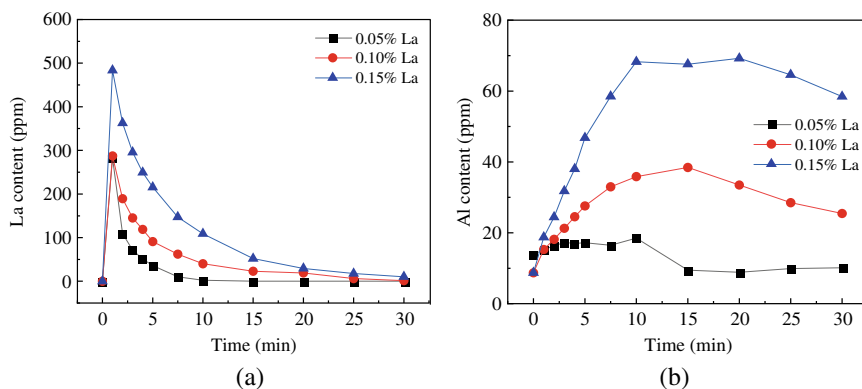 600
500
400
300
200
100
0
La content (ppm)
0.05% La
0.10% La
0.15% La
0 5 10 15 20 25 30
Time (min)
(a)
80
60
40
20
0
Al content (ppm)
0.05% La
0.10% La
0.15% La
0 5 10 15 20 25 30
Time (min)
(b)